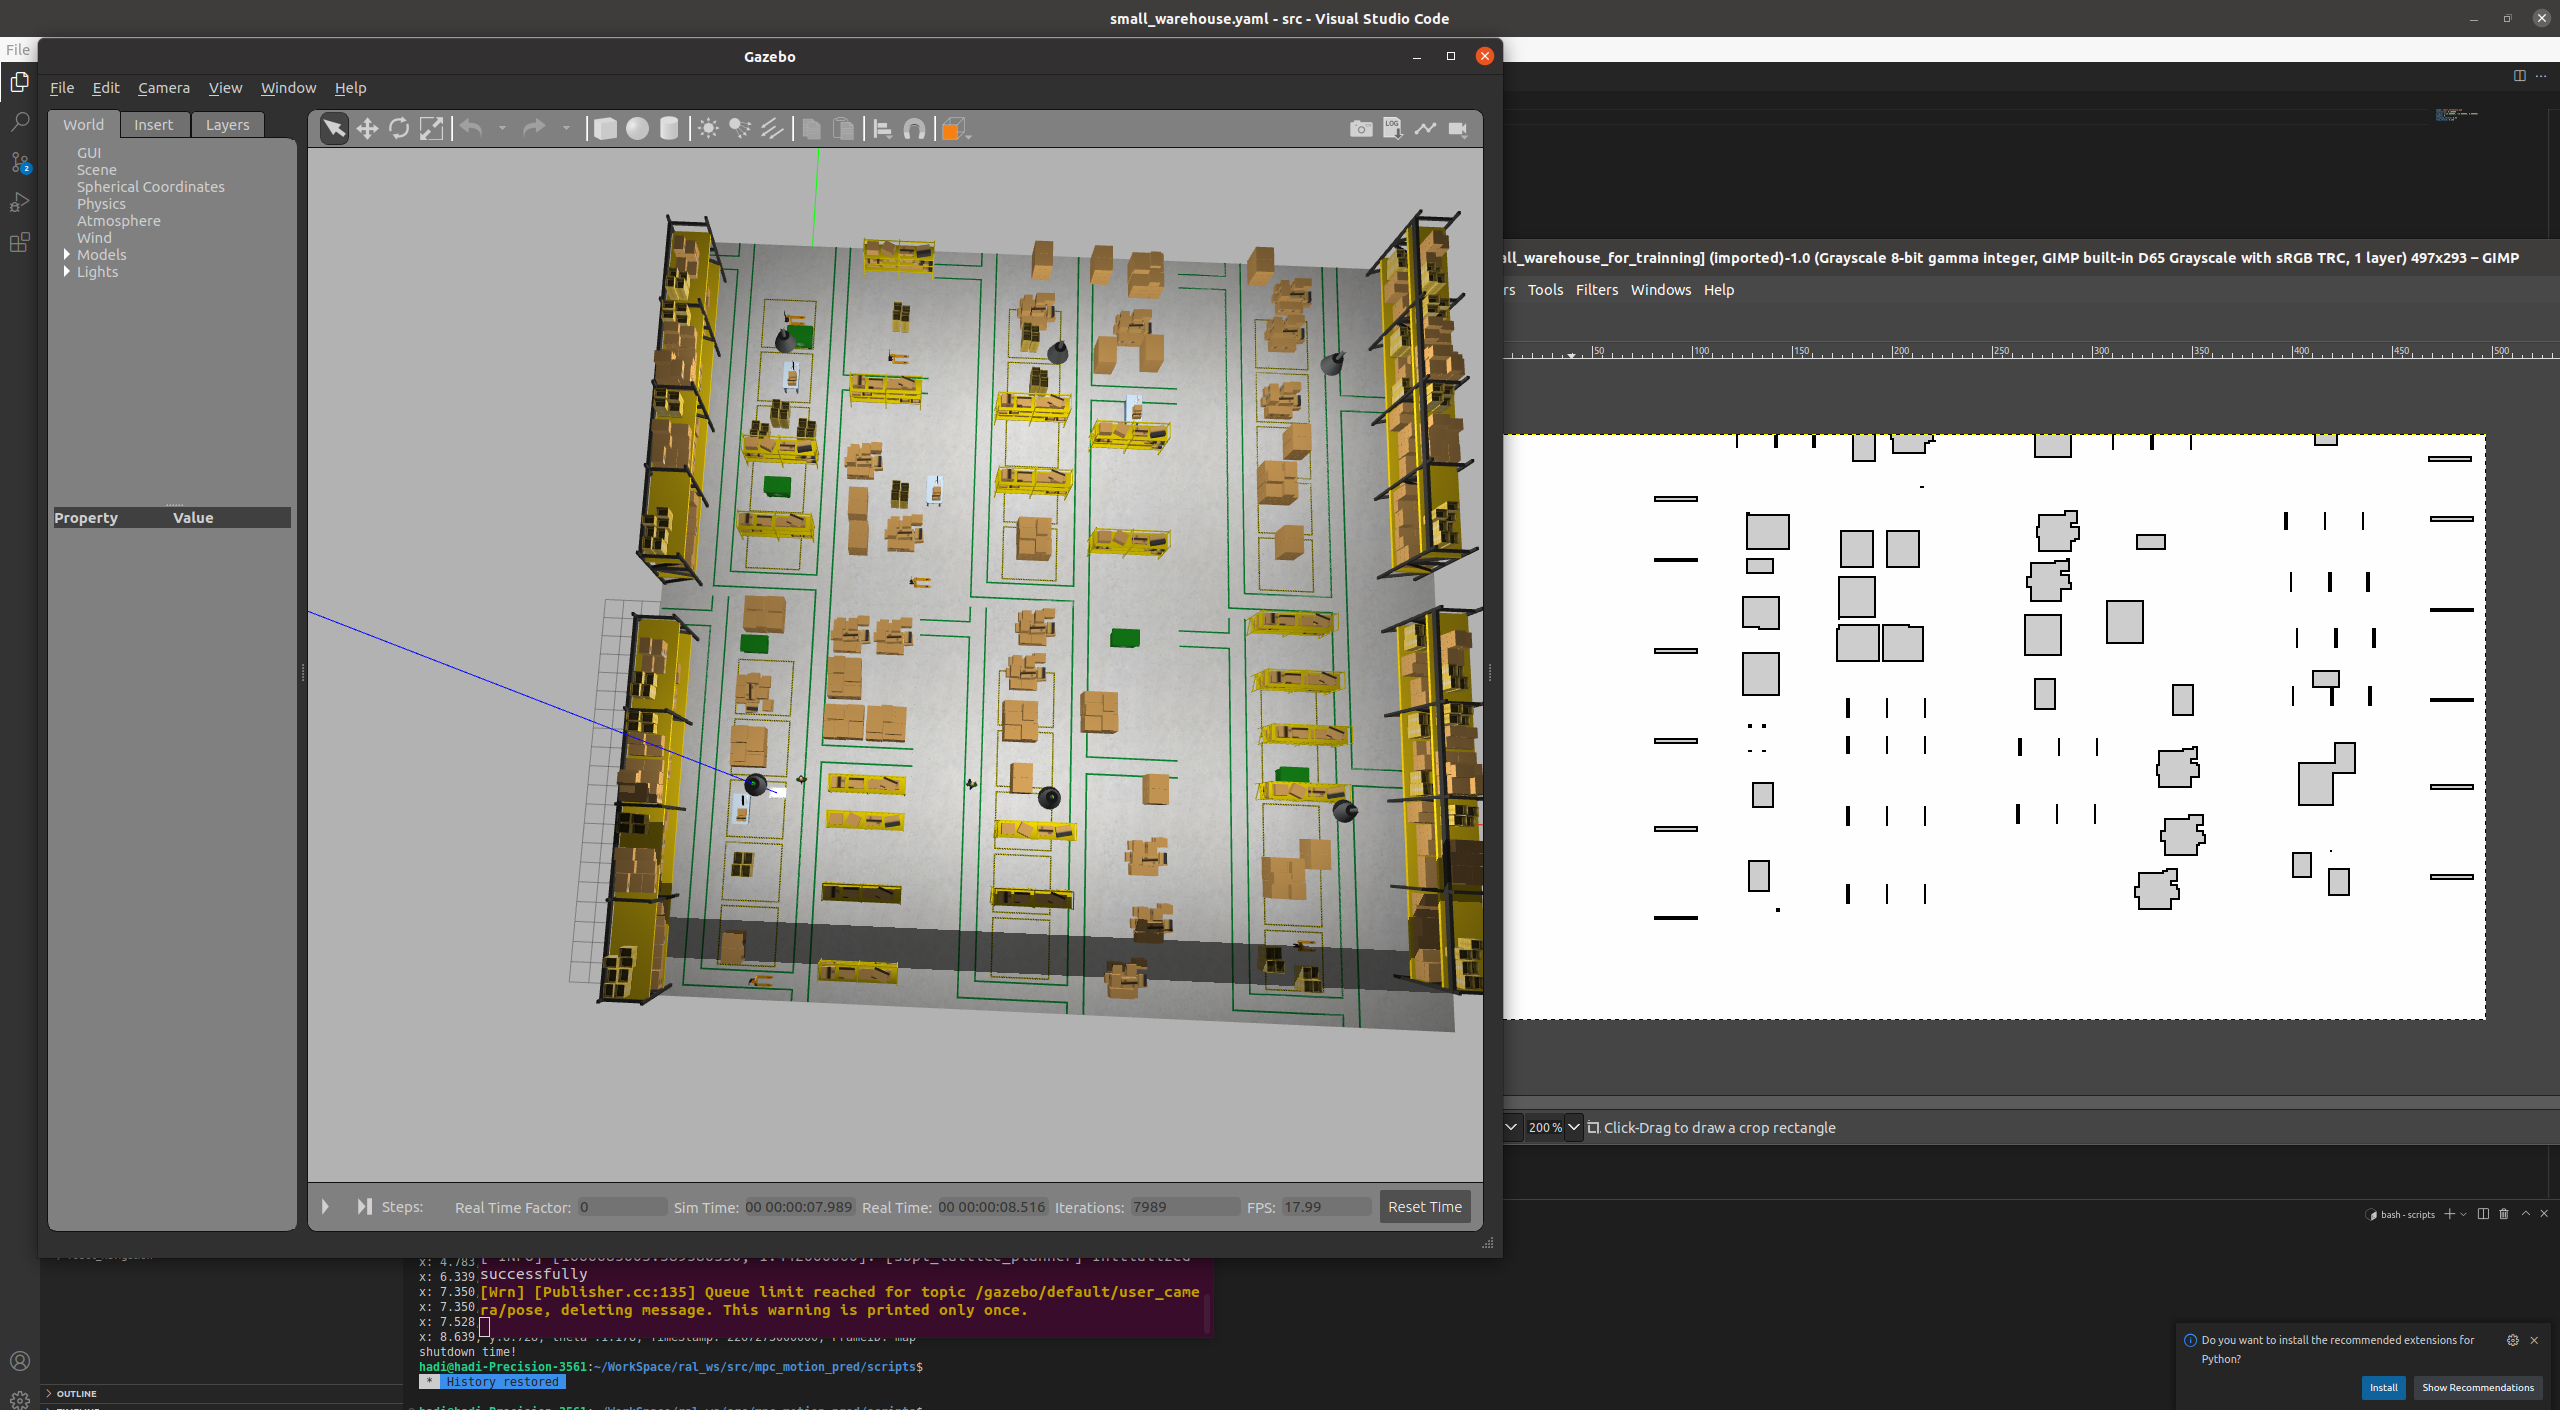 small_warehouse.yaml - src - Visual Studio Code
File
Gazebo
File Edit Camera View Window Help
World Insert Layers
GUI
Scene
Spherical Coordinates
Physics
Atmosphere
Wind
Models
Lights
Property Value
LOG
2
all_warehouse_for_trainning] (imported)-1.0 (Grayscale 8-bit gamma integer, GIMP built-in D65 Grayscale with sRGB TRC, 1 layer) 497x293 – GIMP
rs Tools Filters Windows Help
50 100 150 200 250 300 350 400 450 500
200 % Click-Drag to draw a crop rectangle
Steps: Real Time Factor: 0 Sim Time: 00 00:00:07.989 Real Time: 00 00:00:08.516 Iterations: 7989 FPS: 17.99 Reset Time
bash - scripts
x: 4.783,
x: 6.339,
x: 7.350,
x: 7.350,
x: 7.528,
x: 8.639,
successfully
[Wrn] [Publisher.cc:135] Queue limit reached for topic /gazebo/default/user_came
ra/pose, deleting message. This warning is printed only once.
shutdown time!
hadi@hadi-Precision-3561:~/WorkSpace/ral_ws/src/mpc_motion_pred/scripts$
* History restored
OUTLINE
Do you want to install the recommended extensions for
Python?
Install Show Recommendations